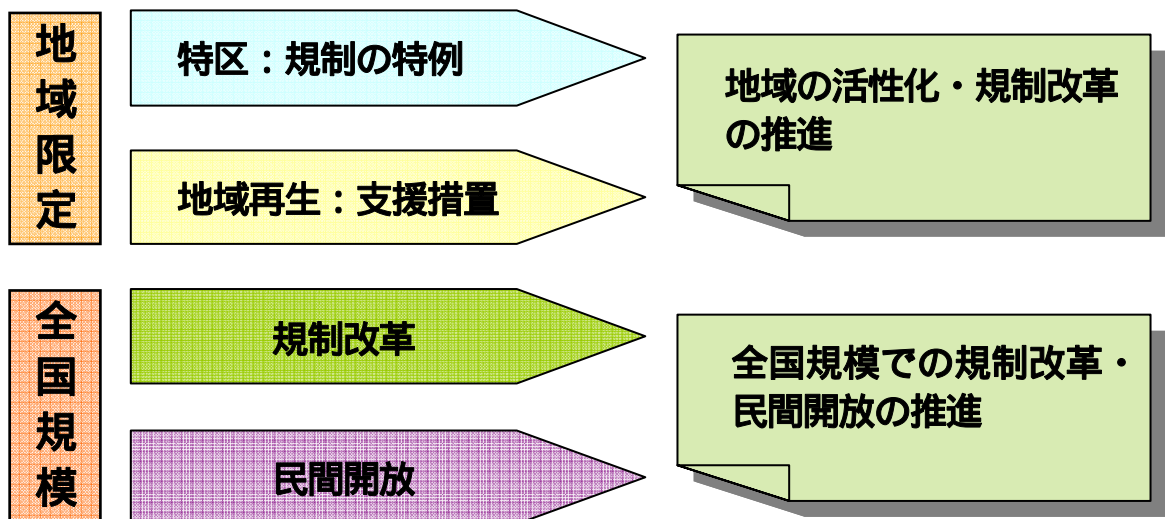 地域限定
特区：規制の特例
地域再生：支援措置
地域の活性化・規制改革
の推進
全国規模
規制改革
民間開放
全国規模での規制改革・
民間開放の推進